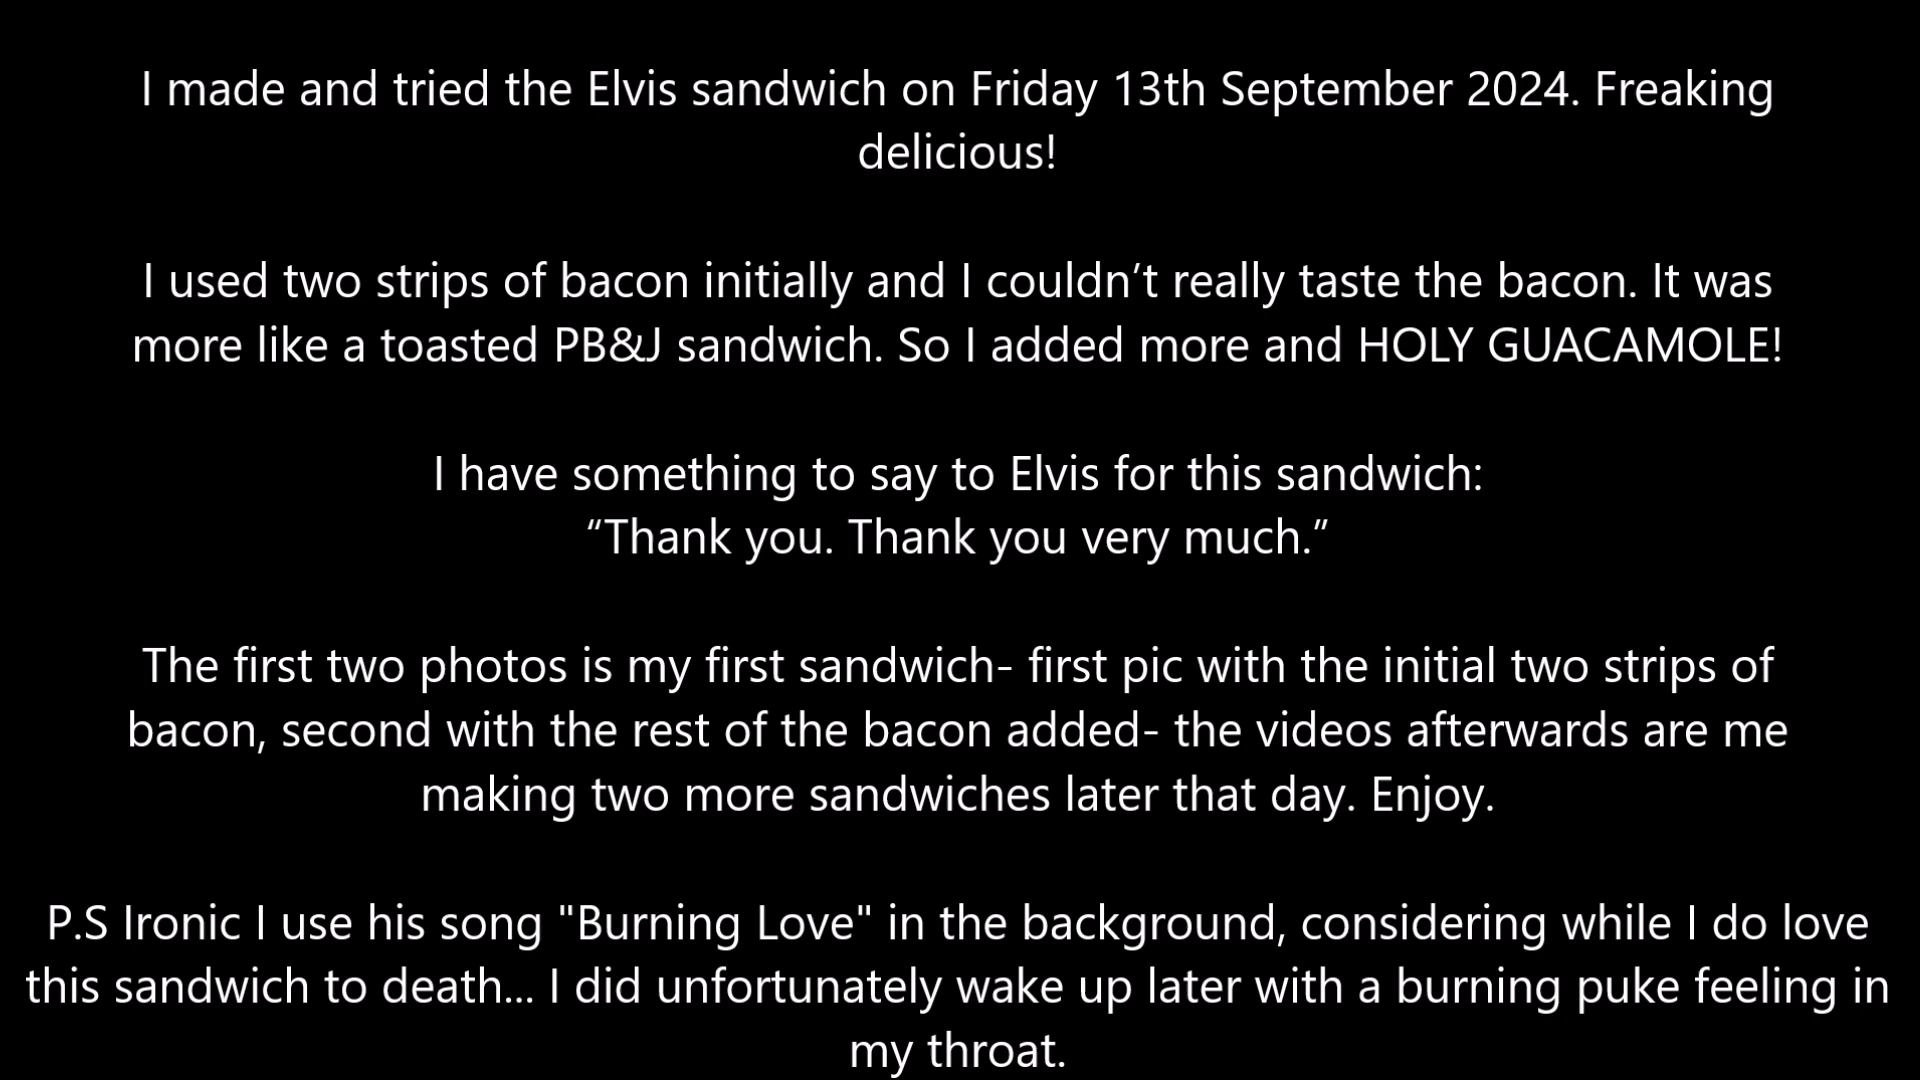 I made and tried the Elvis sandwich on Friday 13th September 2024. Freaking
delicious!
I used two strips of bacon initially and I couldn’t really taste the bacon. It was
more like a toasted PB&J sandwich. So I added more and HOLY GUACAMOLE!
I have something to say to Elvis for this sandwich:
“Thank you. Thank you very much.”
The first two photos is my first sandwich- first pic with the initial two strips of
bacon, second with the rest of the bacon added- the videos afterwards are me
making two more sandwiches later that day. Enjoy.
P.S Ironic I use his song "Burning Love" in the background, considering while I do love
this sandwich to death... I did unfortunately wake up later with a burning puke feeling in
my throat.